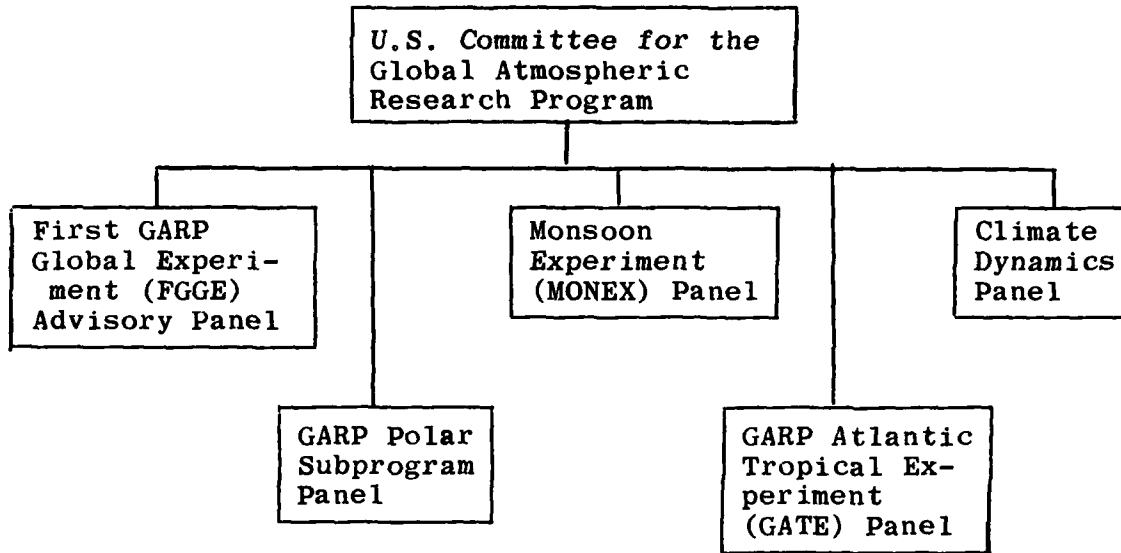 U.S. Committee for the
Global Atmospheric
Research Program
First GARP
Global Experi-
ment (FGGE)
Advisory Panel
Monsoon
Experiment
(MONEX) Panel
Climate
Dynamics
Panel
GARP Polar
Subprogram
Panel
GARP Atlantic
Tropical Ex-
periment
(GATE) Panel